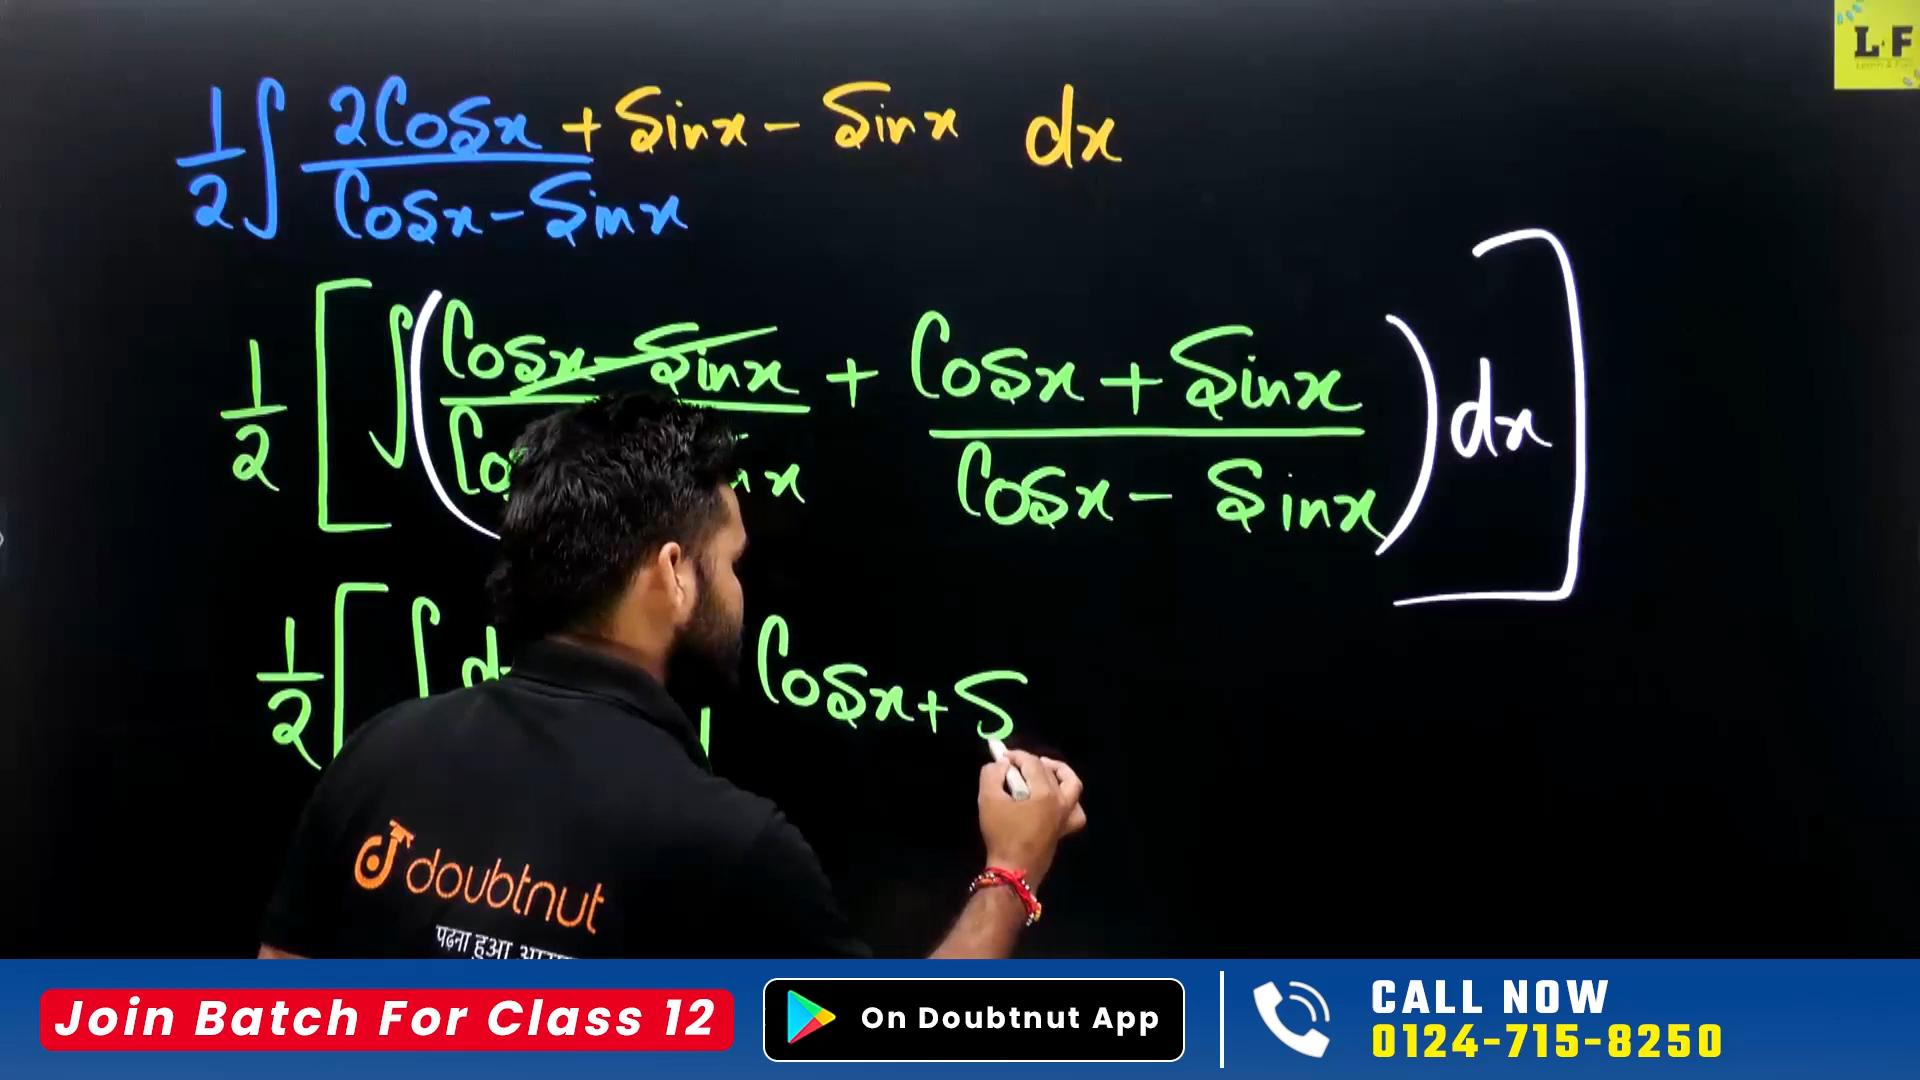 L·F
1/2 ∫ (2Cosx + Sinx - Sinx)/(Cosx - Sinx) dx
1/2 [ ∫ ( (Cosx - Sinx)/ + (Cosx + Sinx)/(Cosx - Sinx) ) dx ]
1/2 [ ∫ Cosx + S
doubtnut
पढ़ना हुआ
Join Batch For Class 12
On Doubtnut App
CALL NOW
0124-715-8250